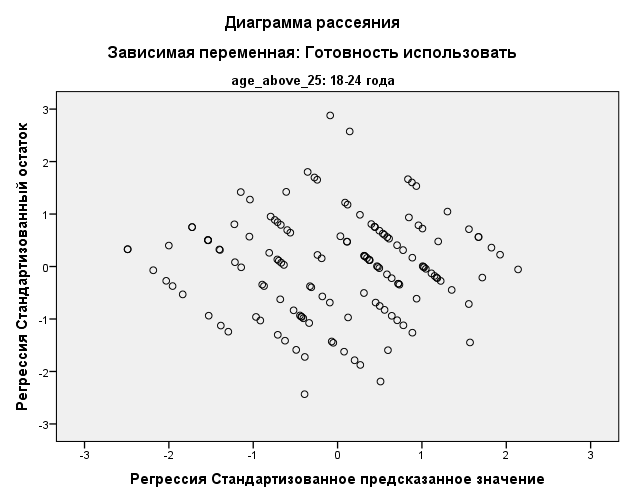 Диаграмма рассеяния
Зависимая переменная: Готовность использовать
age_above_25: 18-24 года
Регрессия Стандартизованный остаток
3
2
1
0
-1
-2
-3
-3
-2
-1
0
1
2
3
Регрессия Стандартизованное предсказанное значение